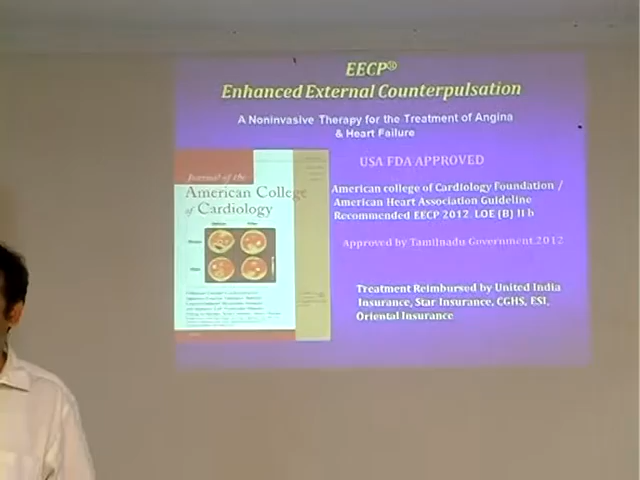 EECP®
Enhanced External Counterpulsation
A Noninvasive Therapy for the Treatment of Angina
& Heart Failure
USA FDA APPROVED
Journal of the
American College
of Cardiology
American college of Cardiology Foundation /
American Heart Association Guideline
Recommended EECP 2012. LOE (B) II b
Approved by Tamilnadu Government.2012
Treatment Reimbursed by United India
Insurance, Star Insurance, CGHS, ESI,
Oriental Insurance